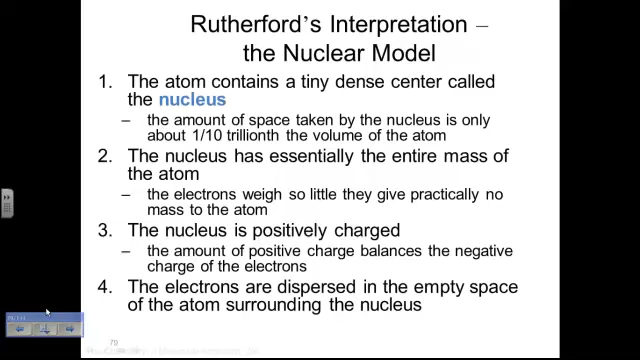 Rutherford's Interpretation –
the Nuclear Model
1. The atom contains a tiny dense center called
the nucleus
– the amount of space taken by the nucleus is only
about 1/10 trillionth the volume of the atom
2. The nucleus has essentially the entire mass of
the atom
– the electrons weigh so little they give practically no
mass to the atom
3. The nucleus is positively charged
– the amount of positive charge balances the negative
charge of the electrons
4. The electrons are dispersed in the empty space
of the atom surrounding the nucleus